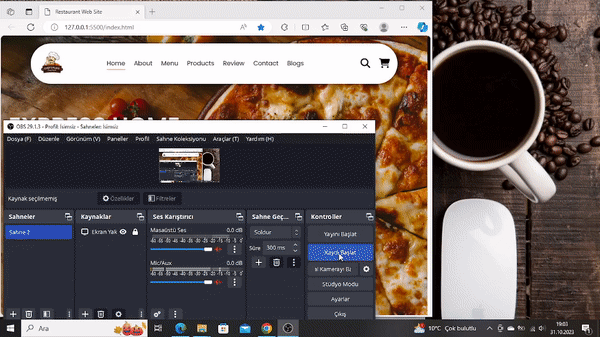 Restaurant Web Site
127.0.0.1:5500/index.html
Home About Menu Products Review Contact Blogs
EXPRESS HOME
OBS 29.1.3 - Profil: İsimsiz - Sahneler: İsimsiz
Dosya (F) Düzenle Görünüm (V) Paneller Profil Sahne Koleksiyonu Araçlar (T) Yardım (H)
Kaynak seçilmemiş Özellikler Filtreler
Sahneler Kaynaklar Ses Karıştırıcı Sahne Geç... Kontroller
Sahne 2 Ekran Yak Masaüstü Ses 0.0 dB Soldur Yayını Başlat
Süre 300 ms Kaydı Başlat
Mic/Aux 0.0 dB
al Kamerayı Ba
Stüdyo Modu
Ayarlar
Çıkış
Ara
10°C Çok bulutlu
19:03
31.10.2023